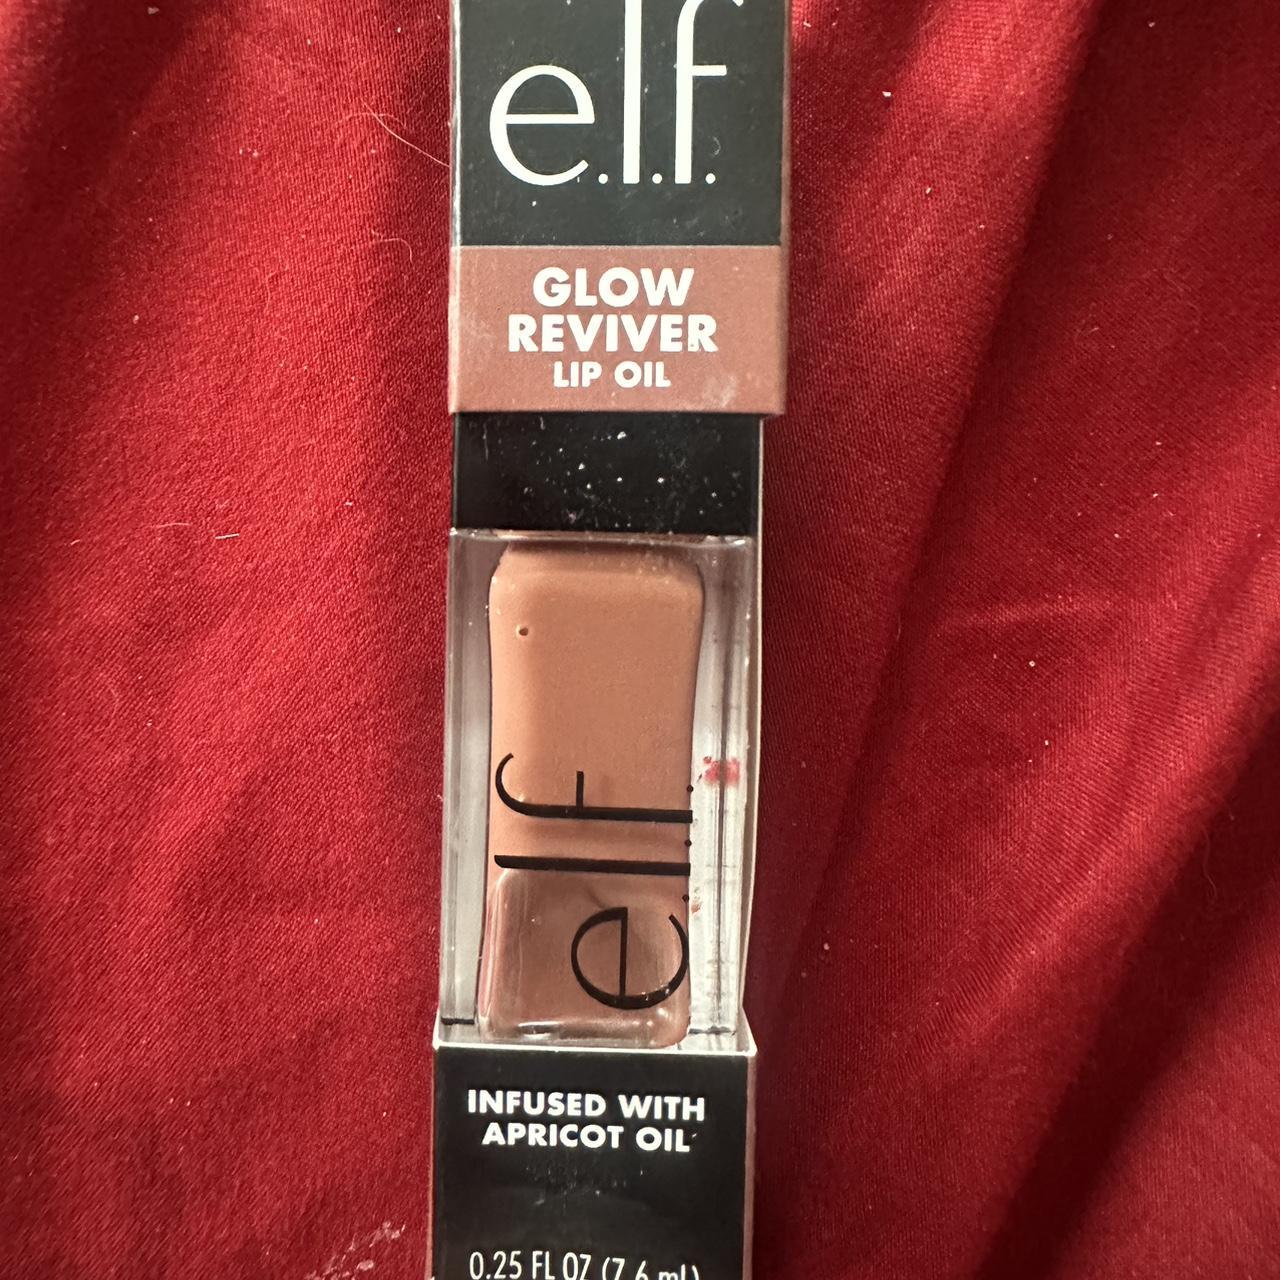 e.l.f.
GLOW
REVIVER
LIP OIL
e.l.f.
INFUSED WITH
APRICOT OIL
0.25 FL OZ (7.6 mL)